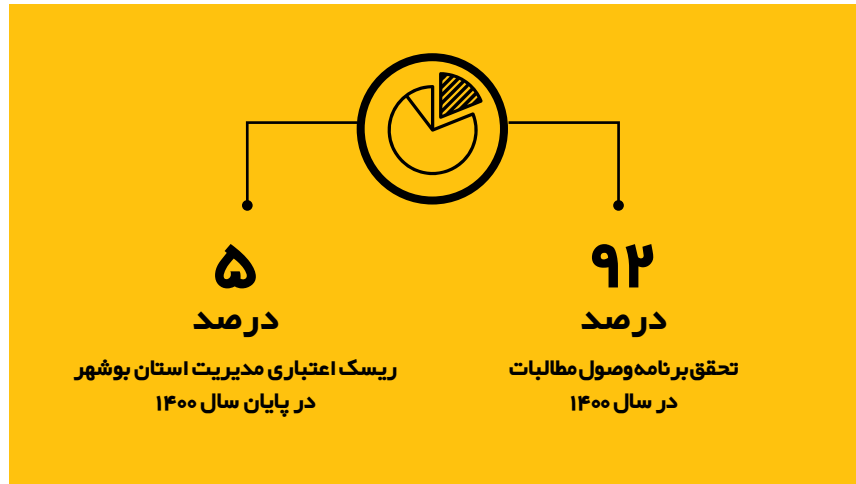 ۹۲
درصد
تحقق برنامه وصول مطالبات
در سال ۱۴۰۰
۵
درصد
ریسک اعتباری مدیریت استان بوشهر
در پایان سال ۱۴۰۰